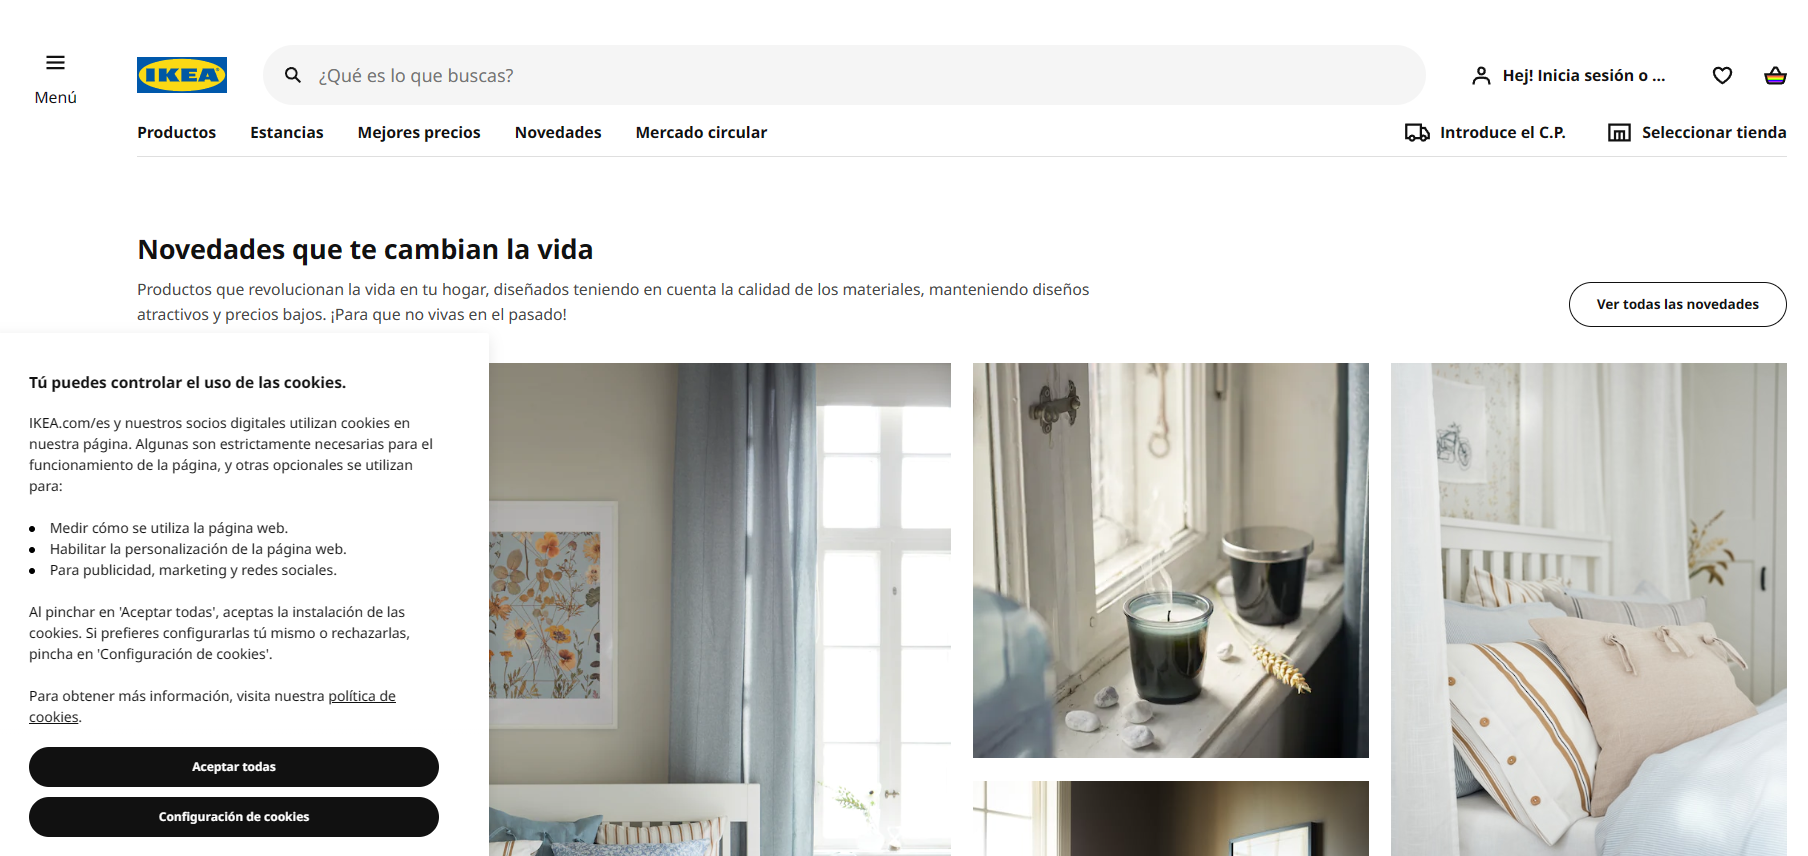 Menú
IKEA
¿Qué es lo que buscas?
Hej! Inicia sesión o ...
Productos
Estancias
Mejores precios
Novedades
Mercado circular
Introduce el C.P.
Seleccionar tienda
Novedades que te cambian la vida
Productos que revolucionan la vida en tu hogar, diseñados teniendo en cuenta la calidad de los materiales, manteniendo diseños
atractivos y precios bajos. ¡Para que no vivas en el pasado!
Ver todas las novedades
Tú puedes controlar el uso de las cookies.
IKEA.com/es y nuestros socios digitales utilizan cookies en
nuestra página. Algunas son estrictamente necesarias para el
funcionamiento de la página, y otras opcionales se utilizan
para:
Medir cómo se utiliza la página web.
Habilitar la personalización de la página web.
Para publicidad, marketing y redes sociales.
Al pinchar en 'Aceptar todas', aceptas la instalación de las
cookies. Si prefieres configurarlas tú mismo o rechazarlas,
pincha en 'Configuración de cookies'.
Para obtener más información, visita nuestra política de
cookies.
Aceptar todas
Configuración de cookies